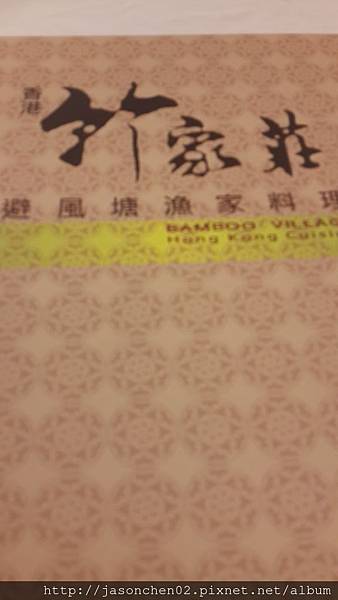 香港
竹家莊
避風塘漁家料理
BAMBOO VILLAG
Hong Kong Cuisi
http://jasonchen02.pixnet.net/album